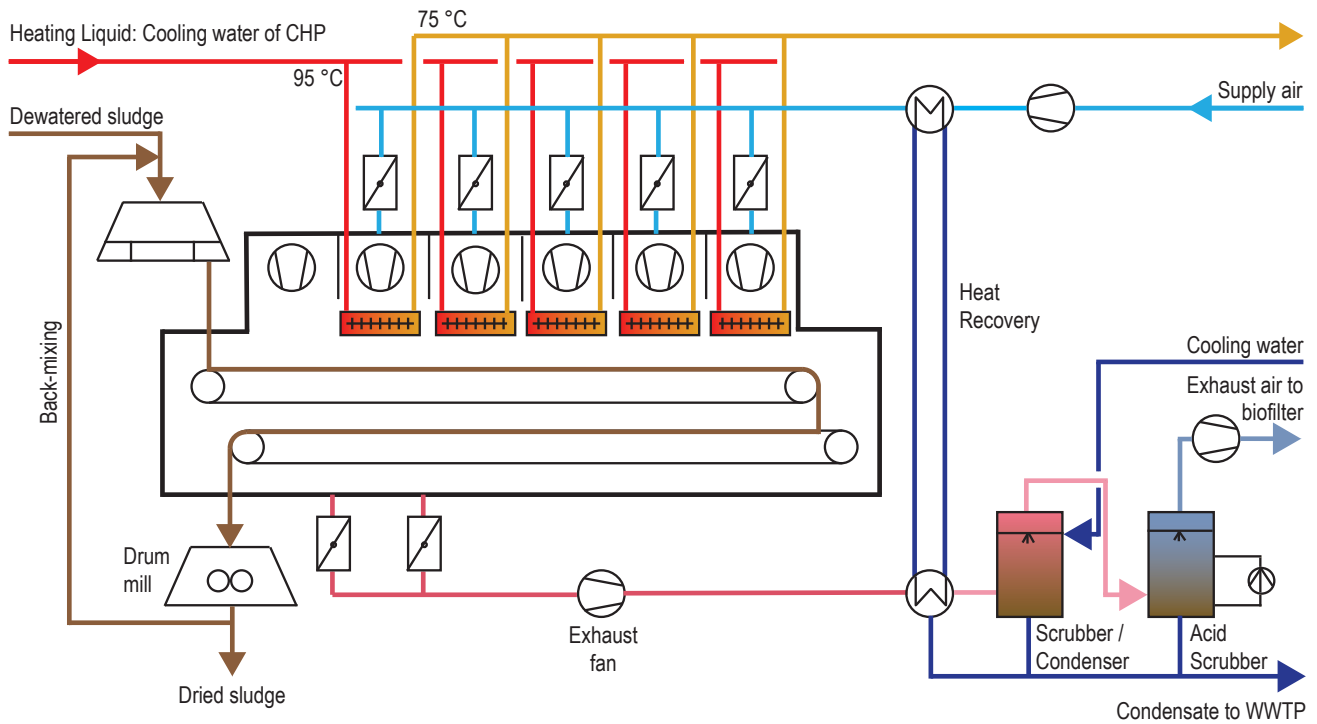 75 °C
Heating Liquid: Cooling water of CHP
95 °C
Supply air
Dewatered sludge
Back-mixing
Heat
Recovery
Cooling water
Exhaust air to
biofilter
Drum
mill
Exhaust
fan
Scrubber /
Condenser
Acid
Scrubber
Dried sludge
Condensate to WWTP